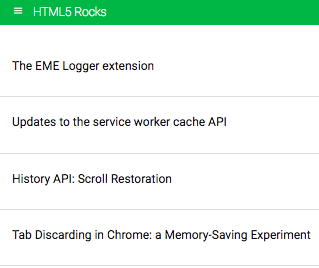 HTML5 Rocks
The EME Logger extension
Updates to the service worker cache API
History API: Scroll Restoration
Tab Discarding in Chrome: a Memory-Saving Experiment